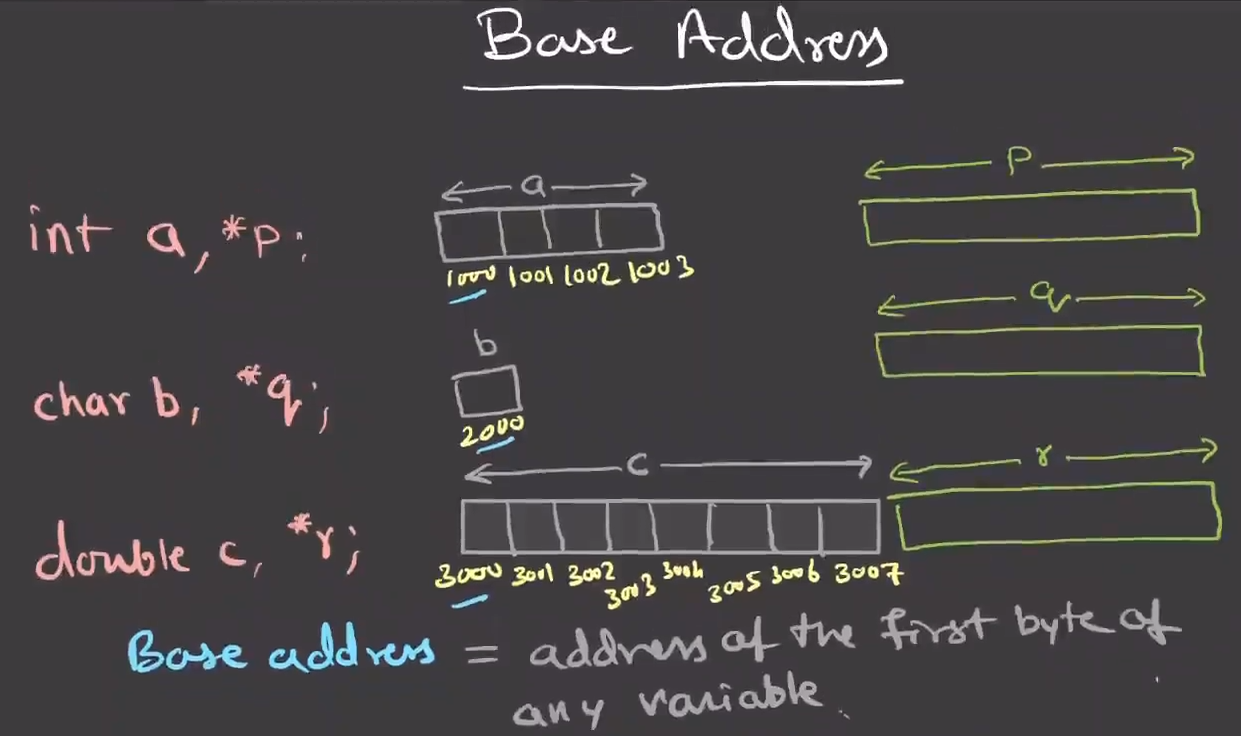 Base Address
a
p
int a, *p;
1000 1001 1002 1003
q
b
char b, *q;
2000
c
r
double c, *r;
3000 3001 3002 3003 3004 3005 3006 3007
Base address = address of the first byte of
any variable.